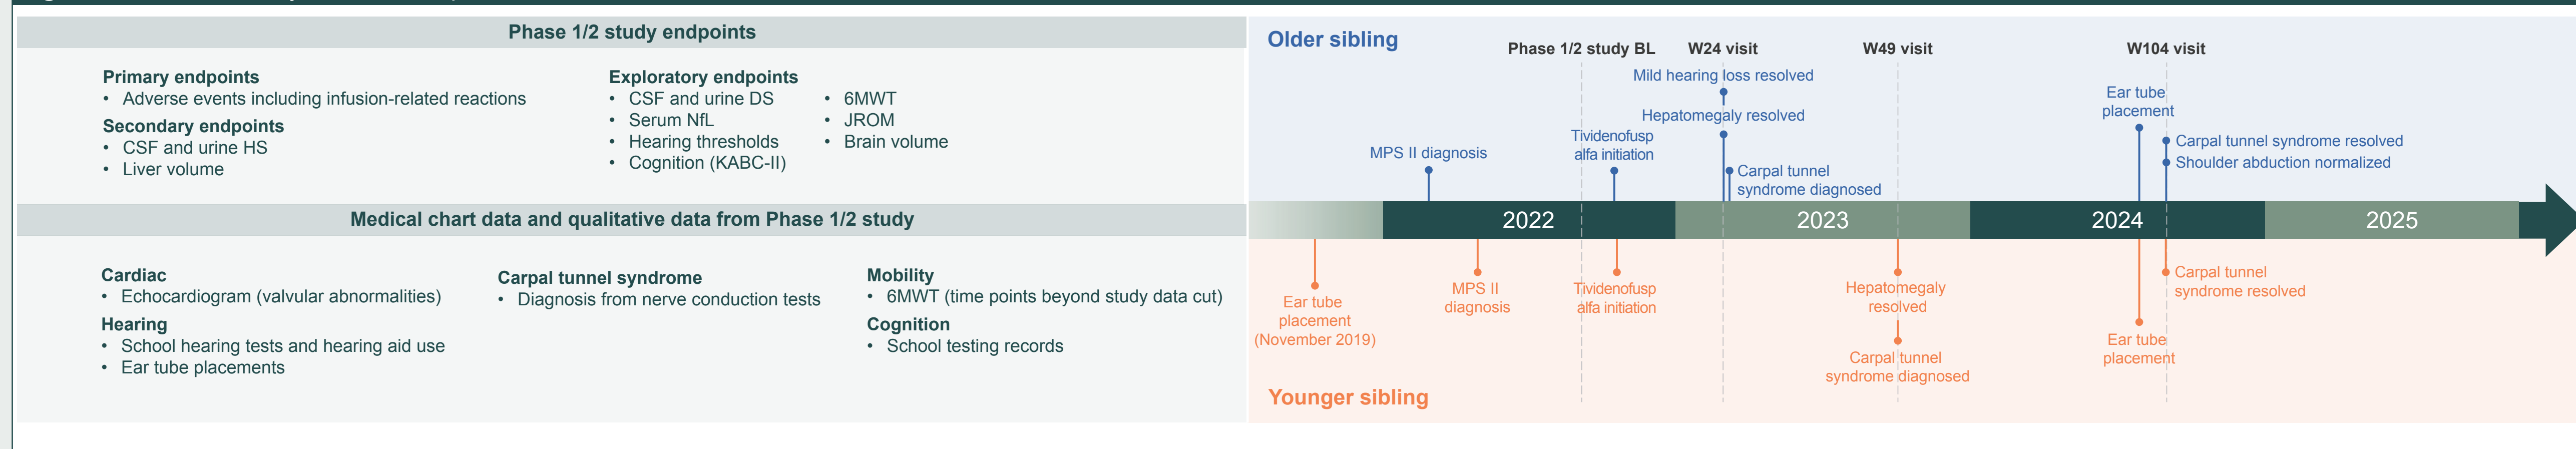 Phase 1/2 study endpoints
Primary endpoints
• Adverse events including infusion-related reactions
Secondary endpoints
• CSF and urine HS
• Liver volume
Exploratory endpoints
• CSF and urine DS
• Serum NfL
• Hearing thresholds
• Cognition (KABC-II)
• 6MWT
• JROM
• Brain volume
Medical chart data and qualitative data from Phase 1/2 study
Cardiac
• Echocardiogram (valvular abnormalities)
Hearing
• School hearing tests and hearing aid use
• Ear tube placements
Carpal tunnel syndrome
• Diagnosis from nerve conduction tests
Mobility
• 6MWT (time points beyond study data cut)
Cognition
• School testing records
Older sibling
Phase 1/2 study BL
W24 visit
W49 visit
W104 visit
Mild hearing loss resolved
Hepatomegaly resolved
MPS II diagnosis
Tividenofusp
alfa initiation
Carpal tunnel
syndrome diagnosed
Ear tube
placement
Carpal tunnel syndrome resolved
Shoulder abduction normalized
2022
2023
2024
2025
Ear tube
placement
(November 2019)
MPS II
diagnosis
Tividenofusp
alfa initiation
Hepatomegaly
resolved
Carpal tunnel
syndrome diagnosed
Carpal tunnel
syndrome resolved
Ear tube
placement
Younger sibling